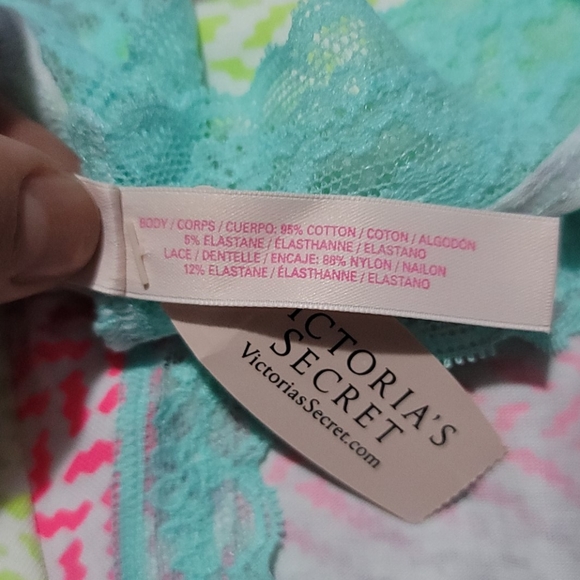 BODY / CORPS / CUERPO: 95% COTTON / COTON / ALGODÓN
5% ELASTANE / ÉLASTHANNE / ELASTANO
LACE / DENTELLE / ENCAJE: 88% NYLON / NAILON
12% ELASTANE / ÉLASTHANNE / ELASTANO
VICTORIA'S
SECRET
VictoriasSecret.com